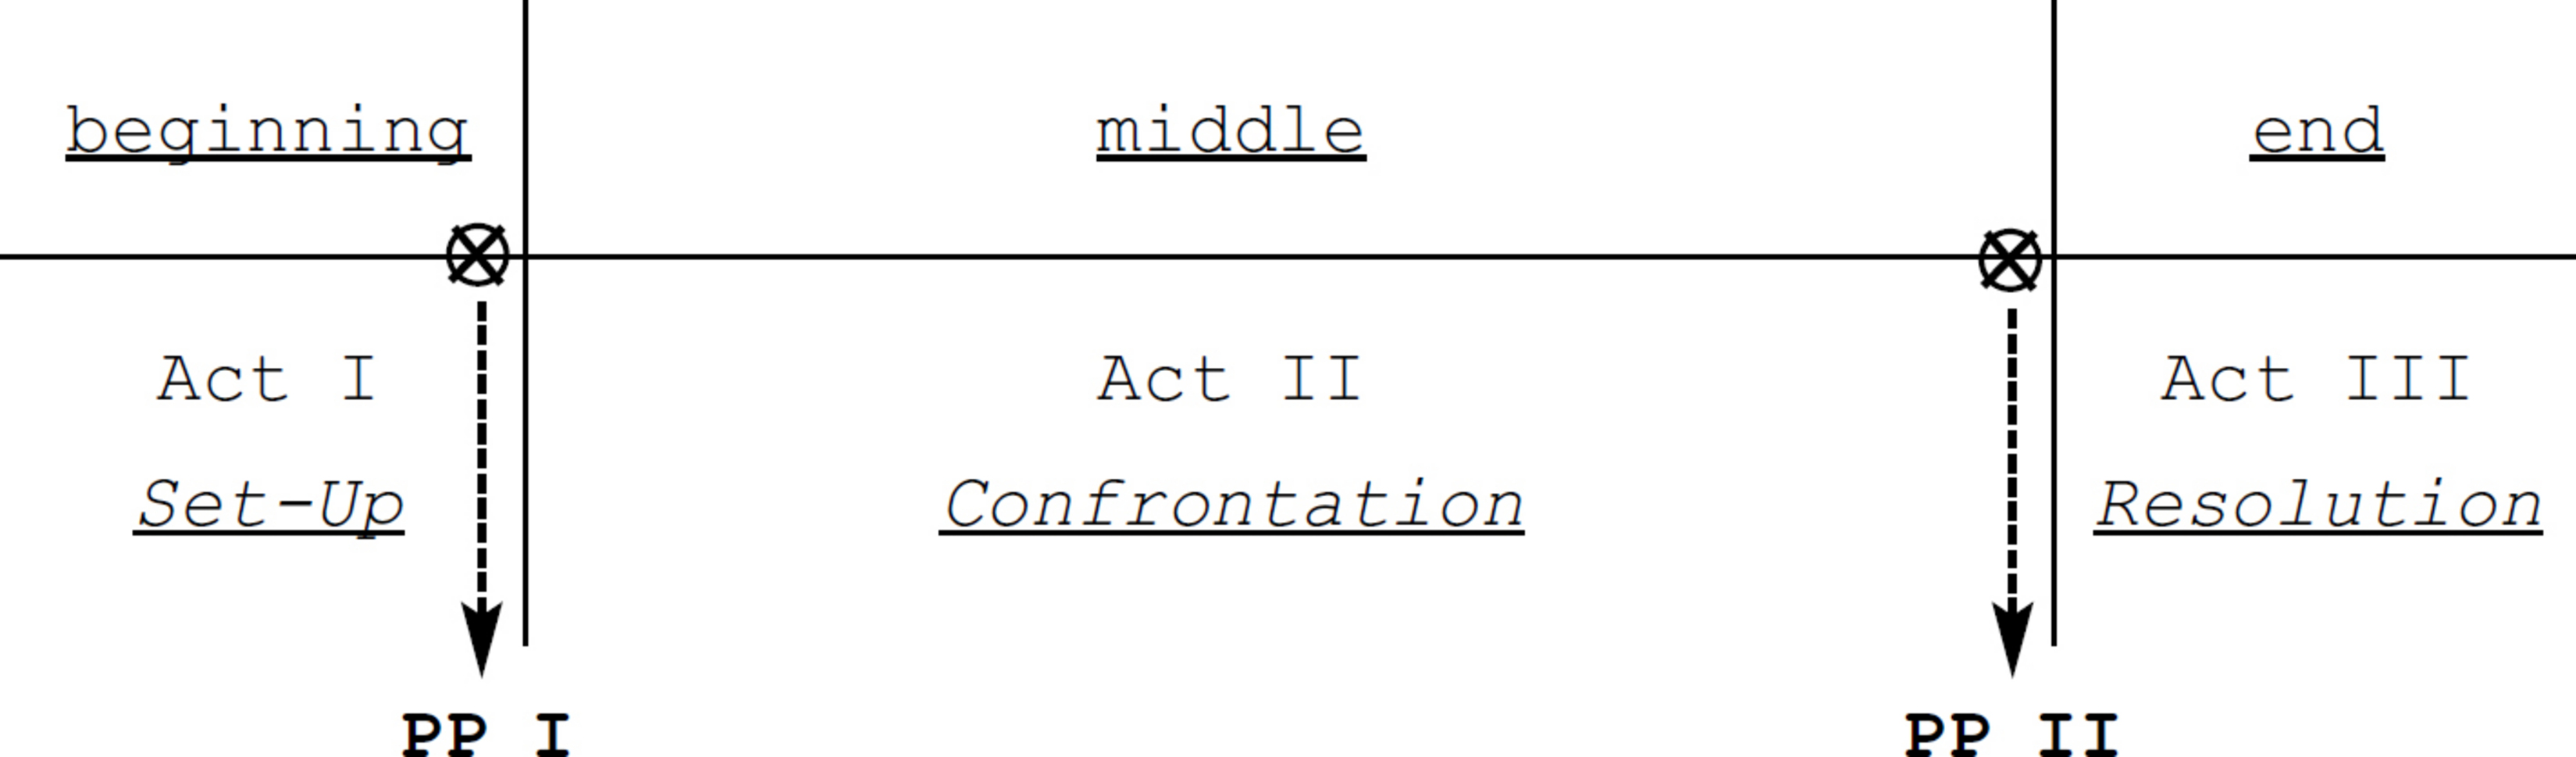 beginning
middle
end
Act I
Act II
Act III
Set-Up
Confrontation
Resolution
PP I
PP II